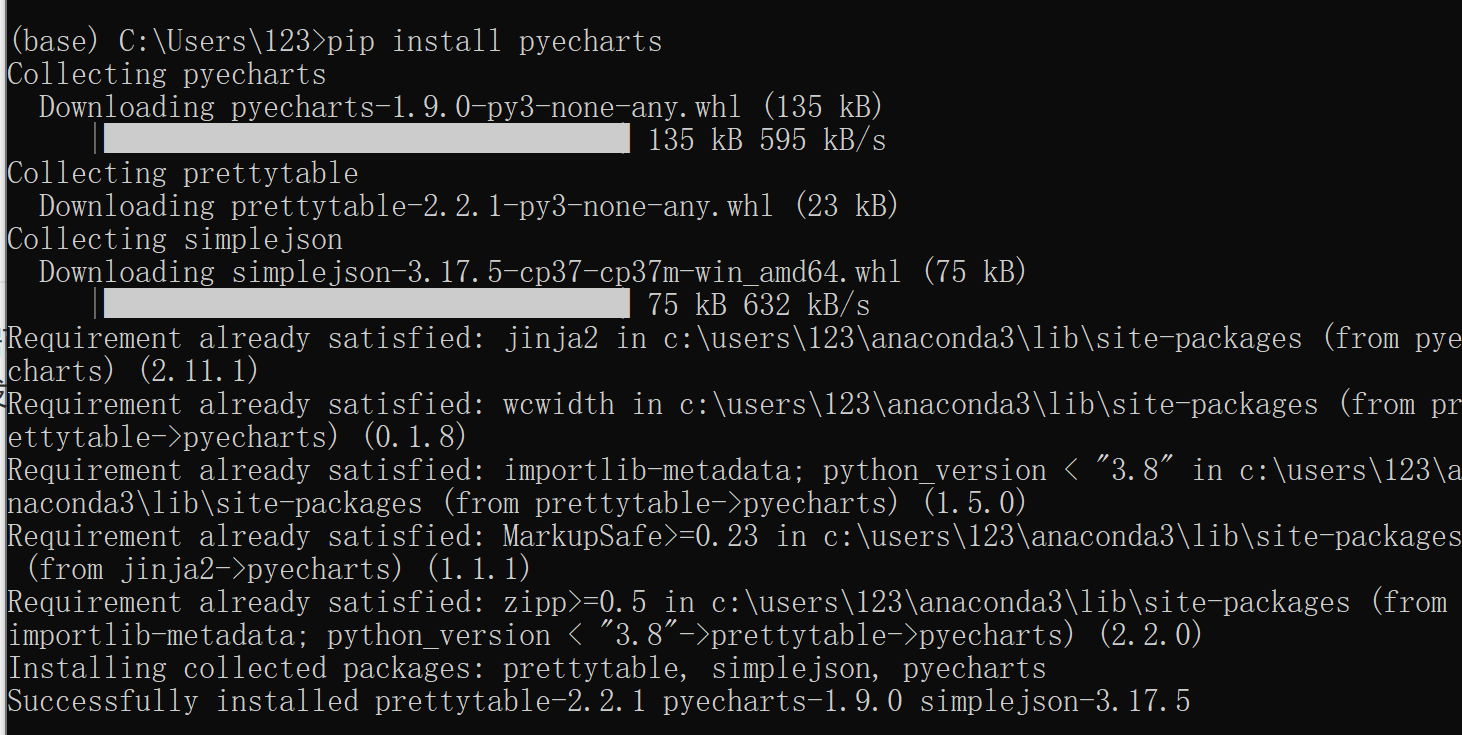 (base) C:\Users\123>pip install pyecharts
Collecting pyecharts
  Downloading pyecharts-1.9.0-py3-none-any.whl (135 kB)
     |████████████████████████████████| 135 kB 595 kB/s
Collecting prettytable
  Downloading prettytable-2.2.1-py3-none-any.whl (23 kB)
Collecting simplejson
  Downloading simplejson-3.17.5-cp37-cp37m-win_amd64.whl (75 kB)
     |████████████████████████████████| 75 kB 632 kB/s
Requirement already satisfied: jinja2 in c:\users\123\anaconda3\lib\site-packages (from pye
charts) (2.11.1)
Requirement already satisfied: wcwidth in c:\users\123\anaconda3\lib\site-packages (from pr
ettytable->pyecharts) (0.1.8)
Requirement already satisfied: importlib-metadata; python_version < "3.8" in c:\users\123\a
naconda3\lib\site-packages (from prettytable->pyecharts) (1.5.0)
Requirement already satisfied: MarkupSafe>=0.23 in c:\users\123\anaconda3\lib\site-packages
 (from jinja2->pyecharts) (1.1.1)
Requirement already satisfied: zipp>=0.5 in c:\users\123\anaconda3\lib\site-packages (from
importlib-metadata; python_version < "3.8"->prettytable->pyecharts) (2.2.0)
Installing collected packages: prettytable, simplejson, pyecharts
Successfully installed prettytable-2.2.1 pyecharts-1.9.0 simplejson-3.17.5